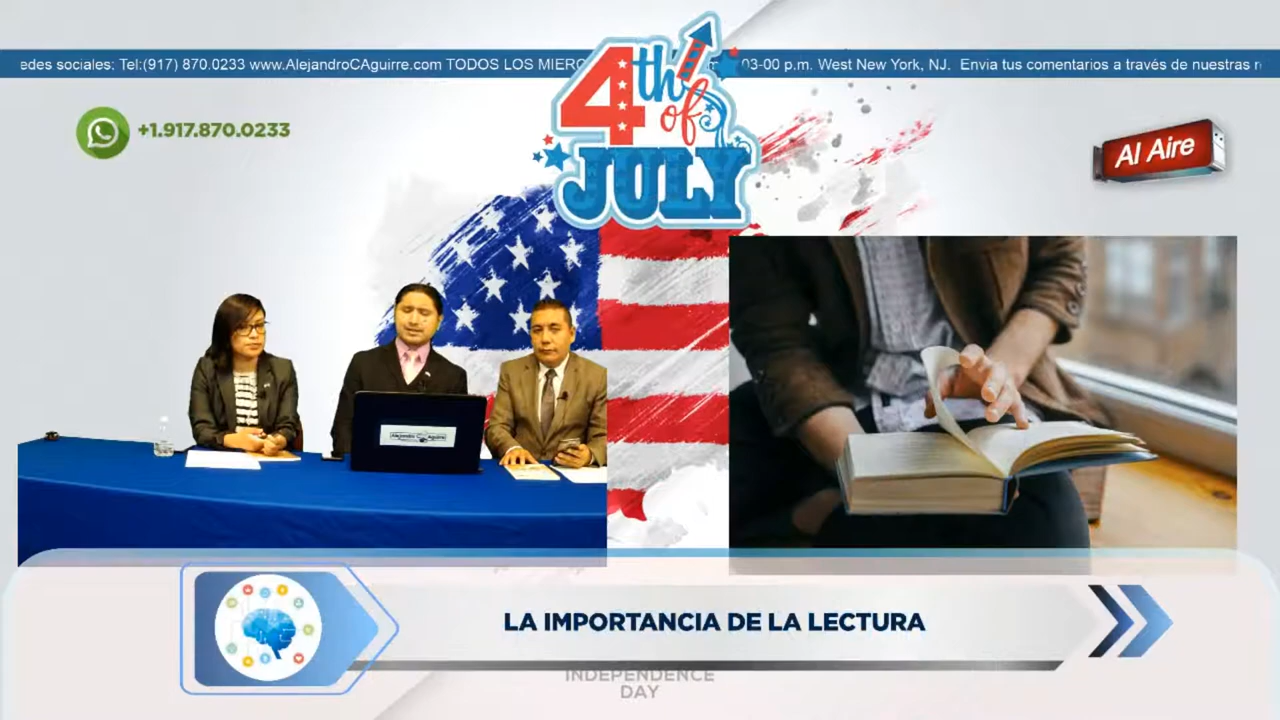 4th of JULY
edes sociales: Tel:(917) 870.0233 www.AlejandroCAguirre.com TODOS LOS MIERC
03-00 p.m. West New York, NJ. Envia tus comentarios a través de nuestras r
+1.917.870.0233
Al Aire
Alejandro C. Aguirre
LA IMPORTANCIA DE LA LECTURA
INDEPENDENCE
DAY